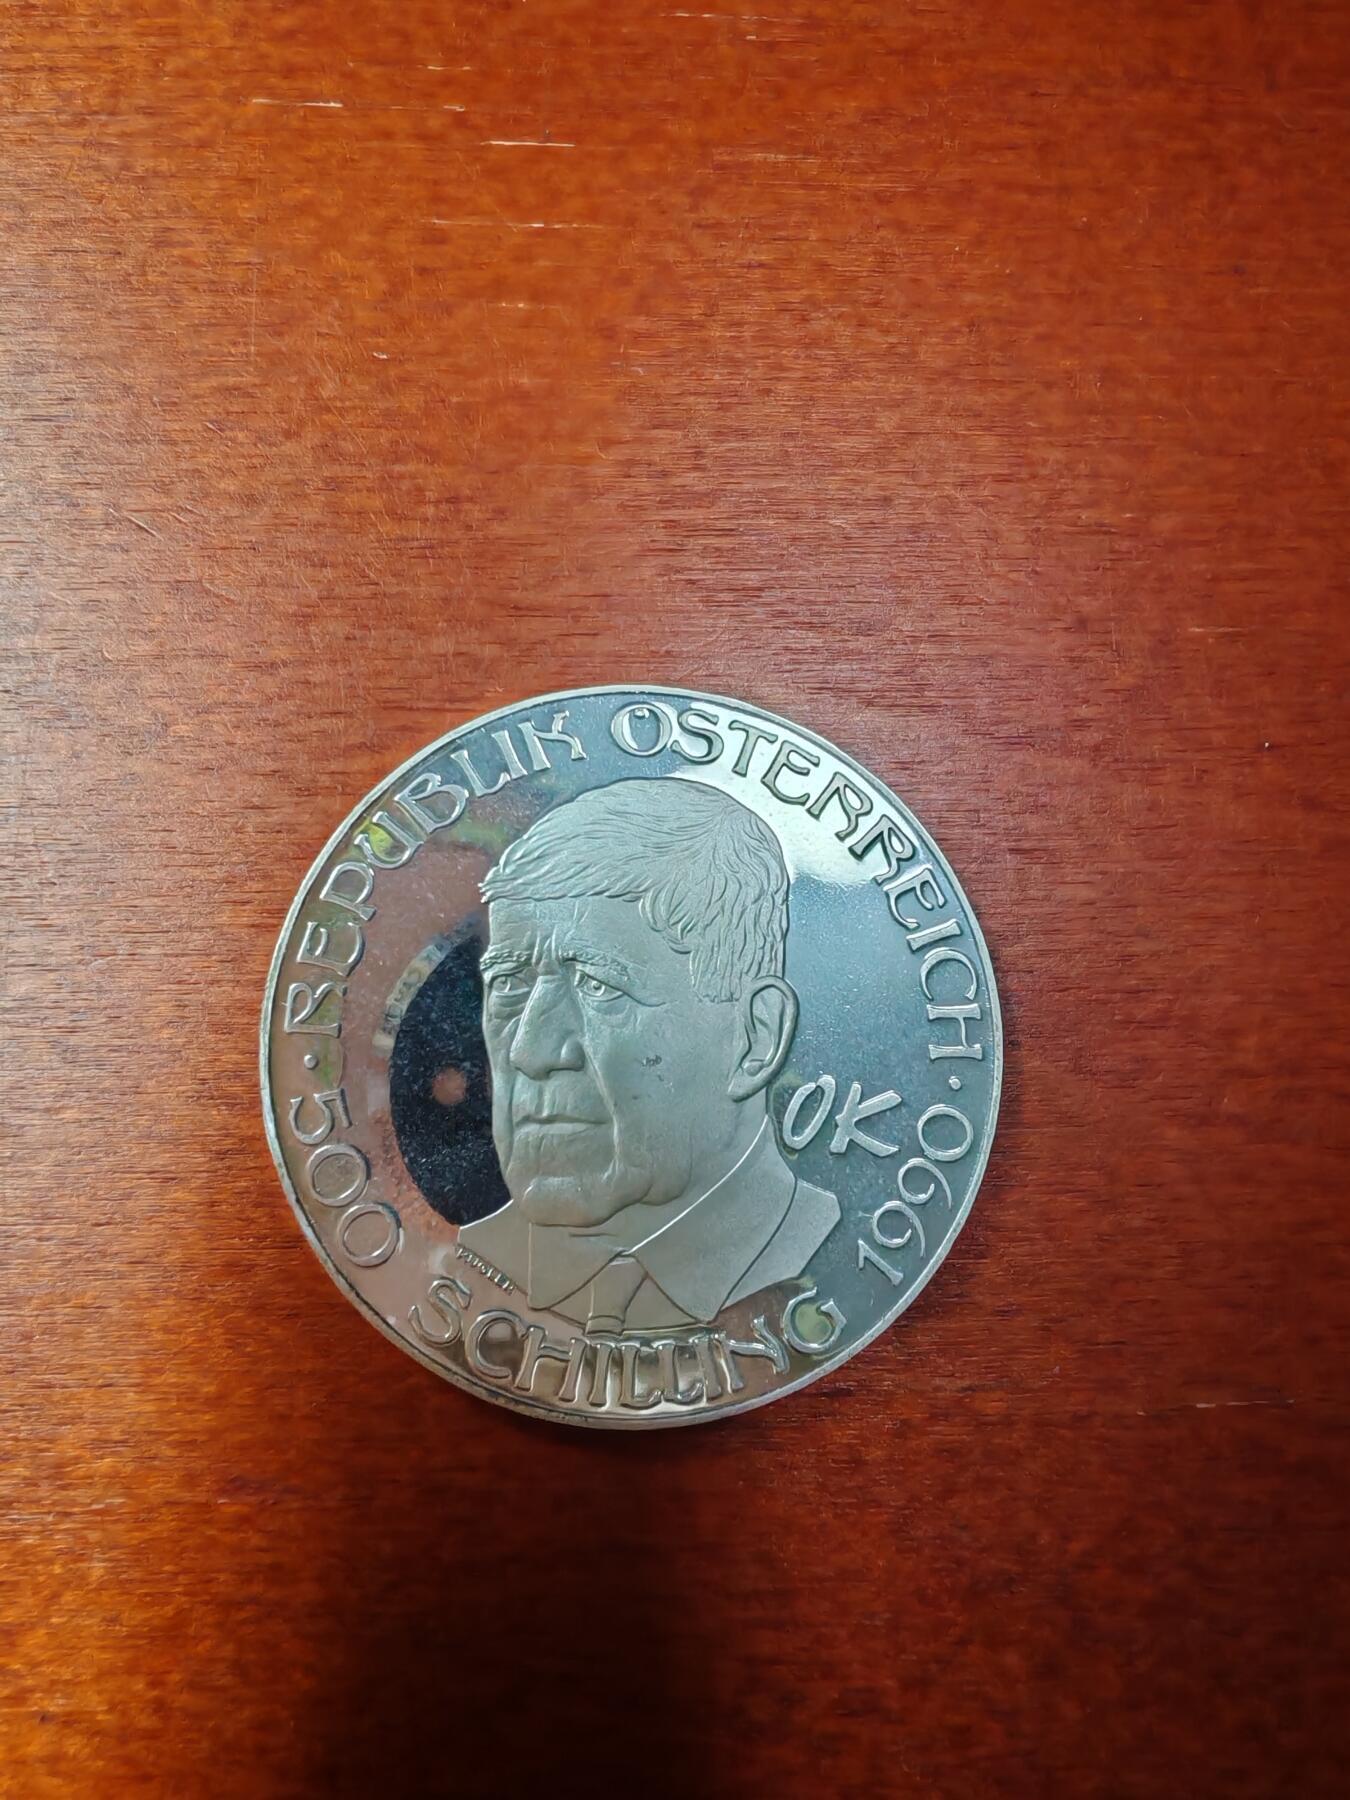 · REPUBLIK ÖSTERREICH · 1990
500 SCHILLING
OK